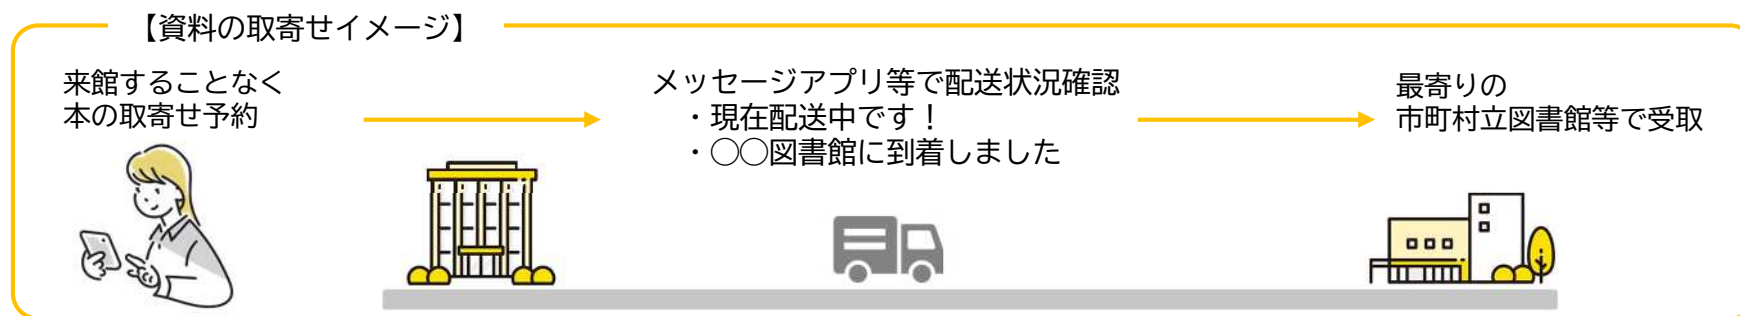 【資料の取寄せイメージ】
来館することなく
本の取寄せ予約
メッセージアプリ等で配送状況確認
・現在配送中です！
・〇〇図書館に到着しました
最寄りの
市町村立図書館等で受取